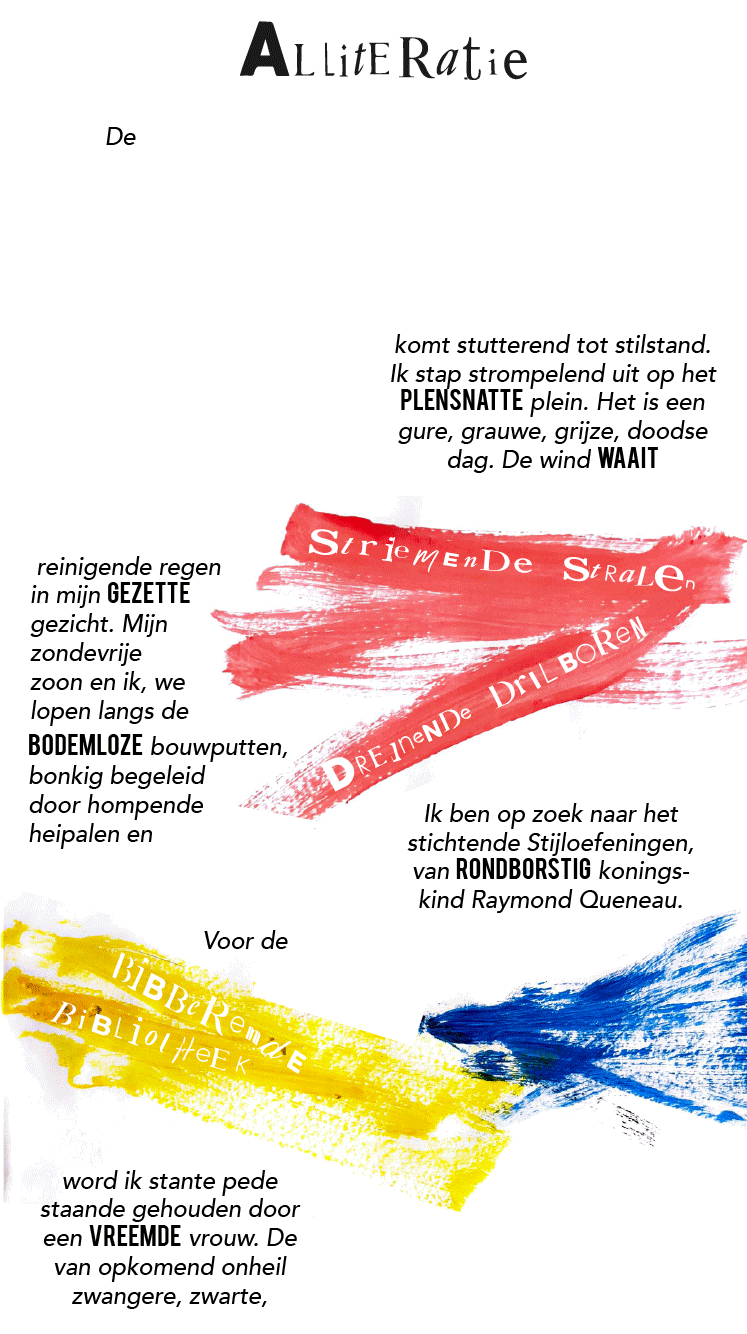 Alliteratie
De
komt stutterend tot stilstand.
Ik stap strompelend uit op het
PLENSNATTE plein. Het is een
gure, grauwe, grijze, doodse
dag. De wind WAAIT
Striemende Stralen
reinigende regen
in mijn GEZETTE
gezicht. Mijn
zondevrije
zoon en ik, we
lopen langs de
BODEMLOZE bouwputten,
bonkig begeleid
door hompende
heipalen en
Dreinende Drilboren
Ik ben op zoek naar het
stichtende Stijloefeningen,
van RONDBORSTIG konings-
kind Raymond Queneau.
Voor de
Bibberende
Bibliotheek
word ik stante pede
staande gehouden door
een VREEMDE vrouw. De
van opkomend onheil
zwangere, zwarte,